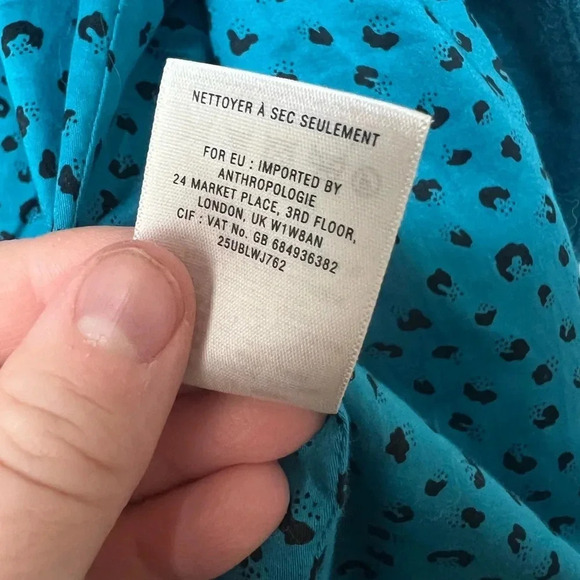 NETTOYER À SEC SEULEMENT
FOR EU : IMPORTED BY
ANTHROPOLOGIE
24 MARKET PLACE, 3RD FLOOR,
LONDON, UK W1W8AN
CIF : VAT No. GB 684936382
25UBLWJ762